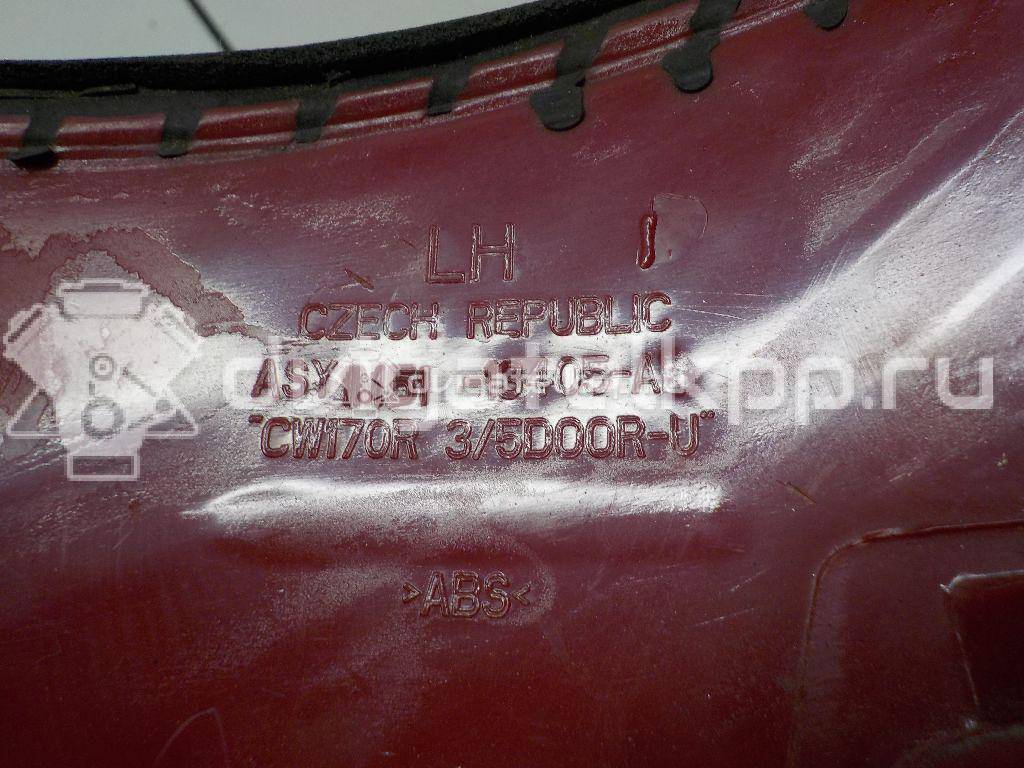 LH
CZECH REPUBLIC
"CW170R 3/5DOOR-U"
>ABS<